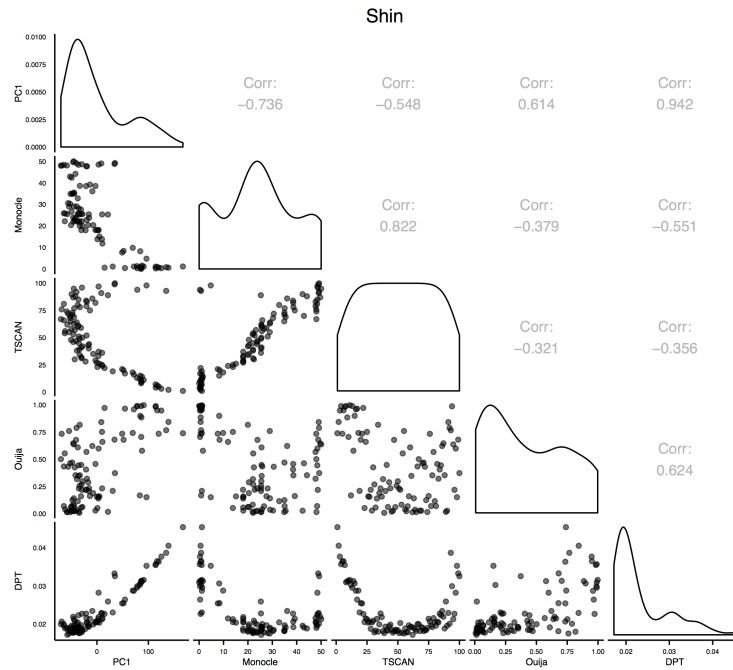 Shin
0.0100
0.0075
0.0050
0.0025
0.0000
PC1
Corr:
−0.736
Corr:
−0.548
Corr:
0.614
Corr:
0.942
50
40
30
20
10
0
Monocle
Corr:
0.822
Corr:
−0.379
Corr:
−0.551
100
75
50
25
0
TSCAN
Corr:
−0.321
Corr:
−0.356
1.00
0.75
0.50
0.25
0.00
Ouija
Corr:
0.624
0.04
0.03
0.02
DPT
0 100
0 10 20 30 40 50
0 25 50 75 100
0.00 0.25 0.50 0.75 1.00
0.02 0.03 0.04
PC1 Monocle TSCAN Ouija DPT